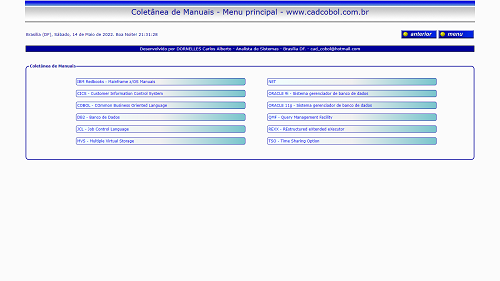 Coletânea de Manuais - Menu principal - www.cadcobol.com.br
Brasília (DF), Sábado, 14 de Maio de 2022. Boa Noite! 21:31:28
anterior
menu
Desenvolvido por DORNELLES Carlos Alberto - Analista de Sistemas - Brasília DF. - cad_cobol@hotmail.com
Coletânea de Manuais
IBM Redbooks - Mainframe z/OS Manuals
.NET
CICS - Customer Information Control System
ORACLE 9i - Sistema gerenciador de banco de dados
COBOL - COmmon Business Oriented Language
ORACLE 11g - Sistema gerenciador de banco de dados
DB2 - Banco de Dados
QMF - Query Management Facility
JCL - Job Control Language
REXX - REstructured eXtended eXecutor
MVS - Multiple Virtual Storage
TSO - Time Sharing Option